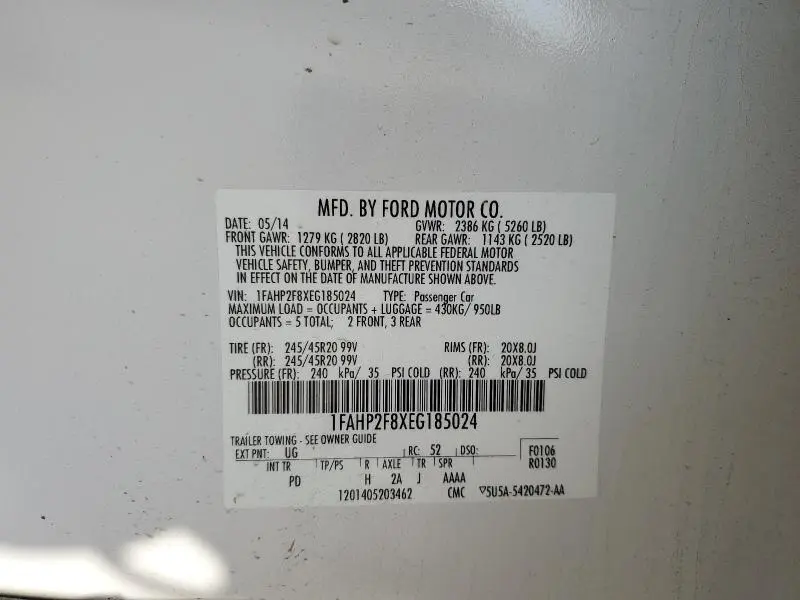 MFD. BY FORD MOTOR CO.
DATE: 05/14 GVWR: 2386 KG ( 5260 LB)
FRONT GAWR: 1279 KG ( 2820 LB) REAR GAWR: 1143 KG ( 2520 LB)
THIS VEHICLE CONFORMS TO ALL APPLICABLE FEDERAL MOTOR
VEHICLE SAFETY, BUMPER, AND THEFT PREVENTION STANDARDS
IN EFFECT ON THE DATE OF MANUFACTURE SHOWN ABOVE.
VIN: 1FAHP2F8XEG185024 TYPE: Passenger Car
MAXIMUM LOAD = OCCUPANTS + LUGGAGE = 430KG/ 950LB
OCCUPANTS = 5 TOTAL; 2 FRONT, 3 REAR
TIRE (FR): 245/45R20 99V RIMS (FR): 20X8.0J
(RR): 245/45R20 99V (RR): 20X8.0J
PRESSURE (FR): 240 kPa/ 35 PSI COLD (RR): 240 kPa/ 35 PSI COLD
1FAHP2F8XEG185024
TRAILER TOWING - SEE OWNER GUIDE
EXT PNT: UG RC: 52 DSO: F0106
INT TR TP/PS R AXLE TR SPR R0130
PD H 2A J AAAA
1201405203462 CMC ▽5U5A-5420472-AA